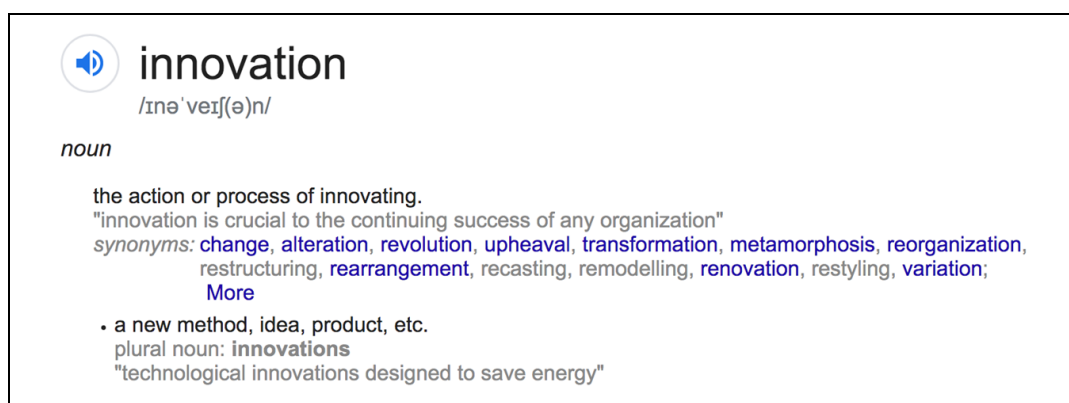 innovation
/ɪnəˈveɪʃ(ə)n/
noun
the action or process of innovating.
"innovation is crucial to the continuing success of any organization"
synonyms: change, alteration, revolution, upheaval, transformation, metamorphosis, reorganization,
restructuring, rearrangement, recasting, remodelling, renovation, restyling, variation;
More
• a new method, idea, product, etc.
plural noun: innovations
"technological innovations designed to save energy"